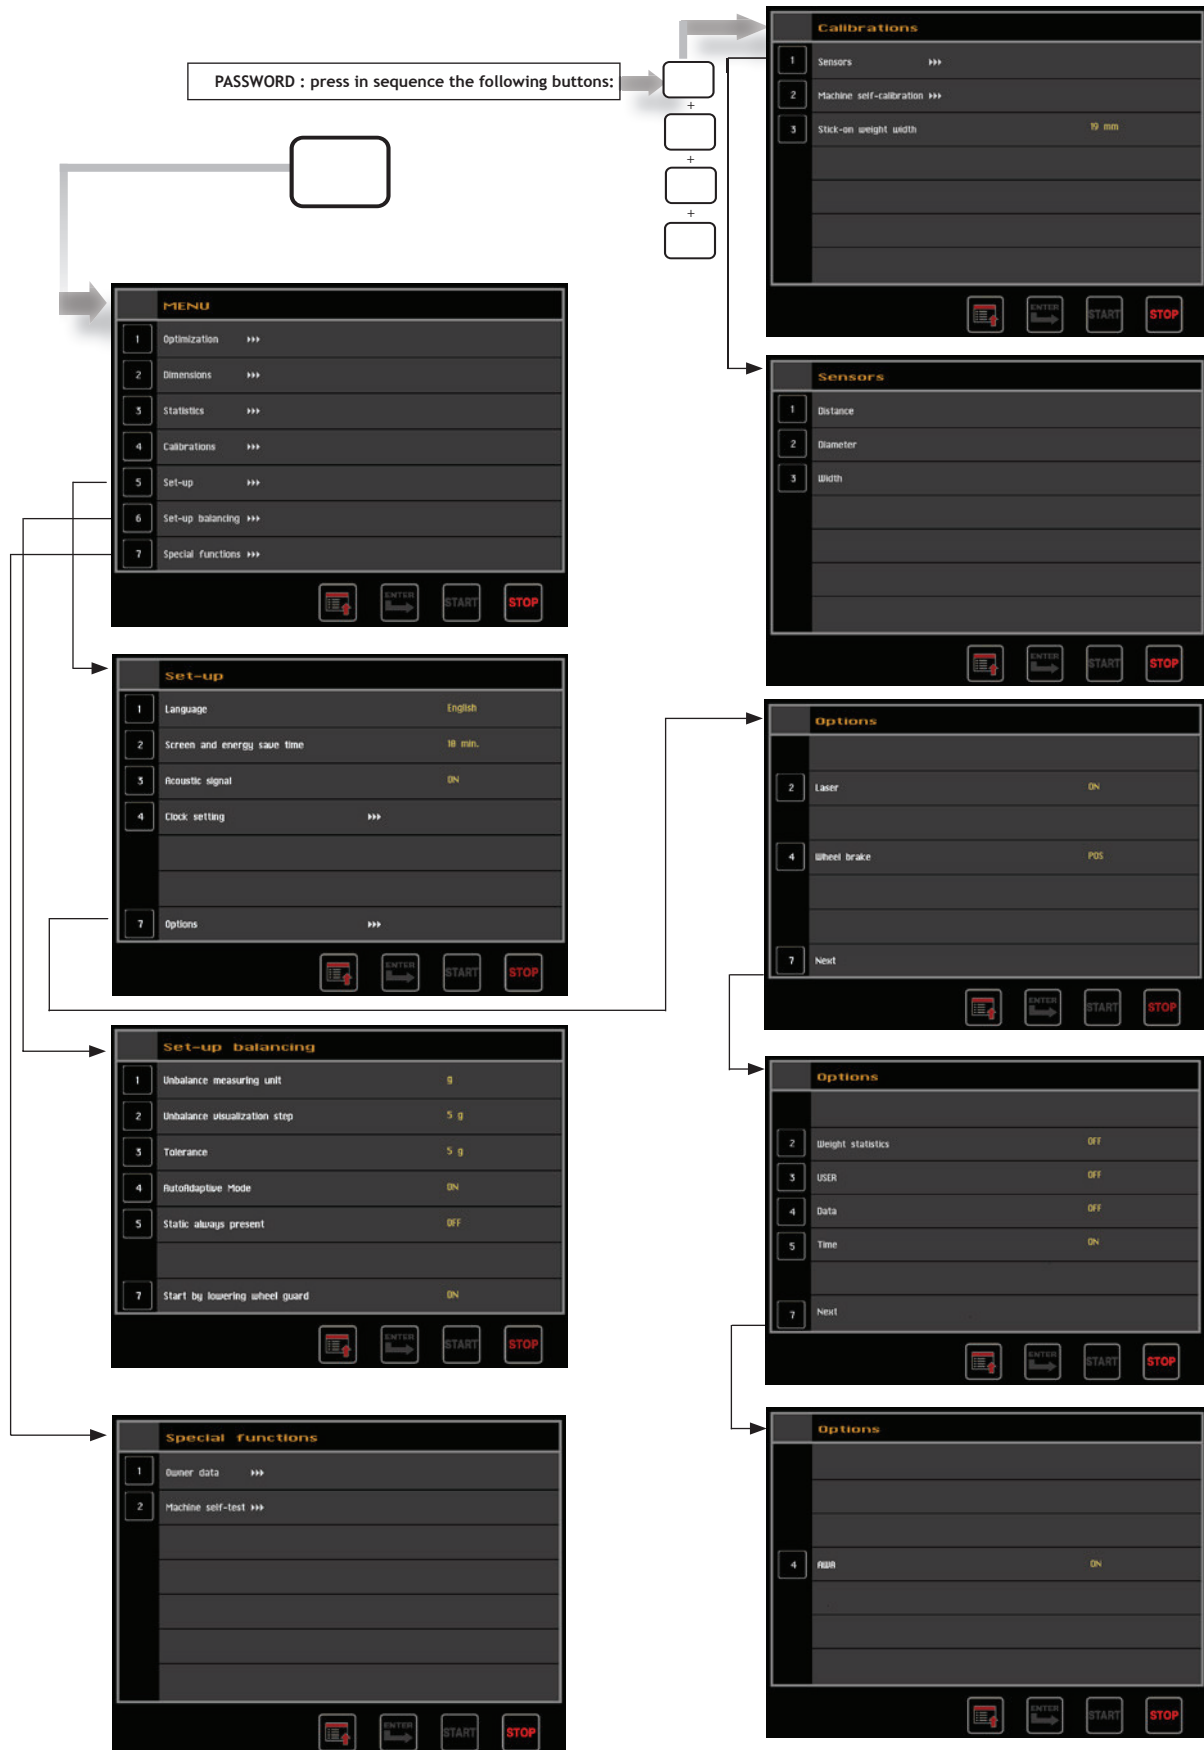 PASSWORD : press in sequence the following buttons:
+
+
+
MENU
1 Optimization ▸▸▸
2 Dimensions ▸▸▸
3 Statistics ▸▸▸
4 Calibrations ▸▸▸
5 Set-up ▸▸▸
6 Set-up balancing ▸▸▸
7 Special functions ▸▸▸
ENTER START STOP
Set-up
1 Language English
2 Screen and energy save time 10 min.
3 Acoustic signal ON
4 Clock setting ▸▸▸
7 Options ▸▸▸
ENTER START STOP
Set-up balancing
1 Unbalance measuring unit g
2 Unbalance visualization step 5 g
3 Tolerance 5 g
4 AutoAdaptive Mode ON
5 Static always present OFF
7 Start by lowering wheel guard ON
ENTER START STOP
Special functions
1 Owner data ▸▸▸
2 Machine self-test ▸▸▸
ENTER START STOP
Calibrations
1 Sensors ▸▸▸
2 Machine self-calibration ▸▸▸
3 Stick-on weight width 19 mm
ENTER START STOP
Sensors
1 Distance
2 Diameter
3 Width
ENTER START STOP
Options
2 Laser ON
4 Wheel brake POS
7 Next
ENTER START STOP
Options
2 Weight statistics OFF
3 USER OFF
4 Data OFF
5 Time ON
7 Next
ENTER START STOP
Options
4 AWA ON
ENTER START STOP